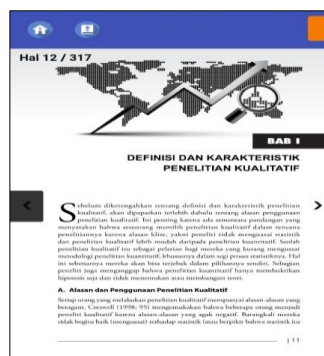 Hal 12 / 317
BAB I
DEFINISI DAN KARAKTERISTIK
PENELITIAN KUALITATIF
Sebelum diketengahkan tentang definisi dan karakteristik penelitian
kualitatif, akan dipaparkan terlebih dahulu tentang alasan penggunaan
penelitian kualitatif. Ini penting karena ada sementara pandangan yang
menyatakan bahwa seseorang memilih penelitian kualitatif dalam rencana
penelitiannya karena alasan klise, yakni peneliti tidak menguasai statistik
dan penelitian kualitatif lebih mudah daripada penelitian kuantitatif. Seolah
penelitian kualitatif itu sebagai pelarian bagi mereka yang kurang menguasai
metodologi penelitian kuantitatif, khususnya dalam segi proses statistiknya. Hal
ini sebenarnya mereka akan bisa terjebak dalam pilihannya sendiri. Sebagian
peneliti juga menganggap bahwa penelitian kuantitatif hanya membuktikan
hipotesis saja dan tidak menemukan atau membangun teori.
A. Alasan dan Penggunaan Penelitian Kualitatif
Setiap orang yang melakukan penelitian kualitatif mempunyai alasan-alasan yang
beragam. Creswell (1998: 95) mengemukakan bahwa beberapa orang menjadi
peneliti kualitatif karena alasan-alasan yang agak negatif. Barangkali mereka
tidak begitu baik (menguasai) terhadap statistik (atau berpikir bahwa statistik itu
| 11